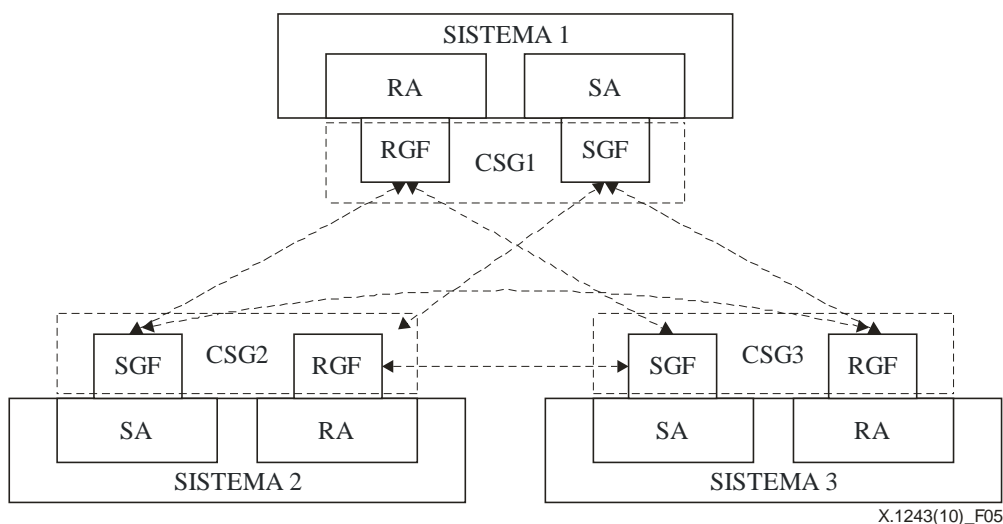 SISTEMA 1
RA
SA
RGF
CSG1
SGF
SGF
CSG2
RGF
SGF
CSG3
RGF
SA
RA
SA
RA
SISTEMA 2
SISTEMA 3
X.1243(10)_F05